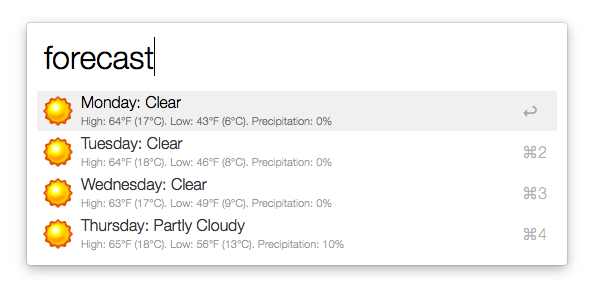 forecast
Monday: Clear
High: 64°F (17°C). Low: 43°F (6°C). Precipitation: 0%
↩
Tuesday: Clear
High: 64°F (18°C). Low: 46°F (8°C). Precipitation: 0%
⌘2
Wednesday: Clear
High: 63°F (17°C). Low: 49°F (9°C). Precipitation: 0%
⌘3
Thursday: Partly Cloudy
High: 65°F (18°C). Low: 56°F (13°C). Precipitation: 10%
⌘4